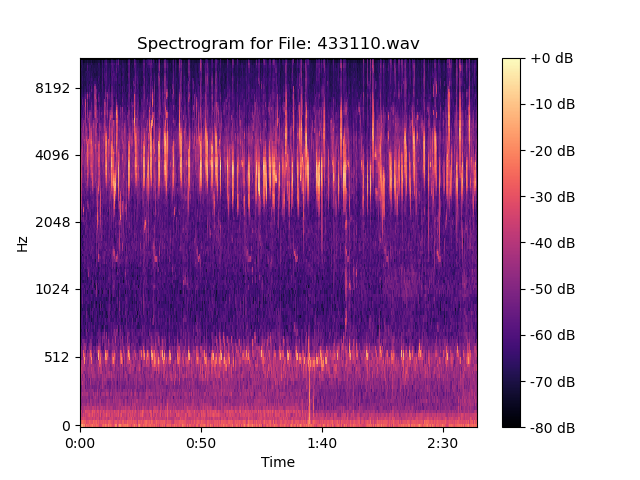 Spectrogram for File: 433110.wav
8192
4096
2048
1024
512
0
Hz
0:00
0:50
1:40
2:30
Time
+0 dB
-10 dB
-20 dB
-30 dB
-40 dB
-50 dB
-60 dB
-70 dB
-80 dB